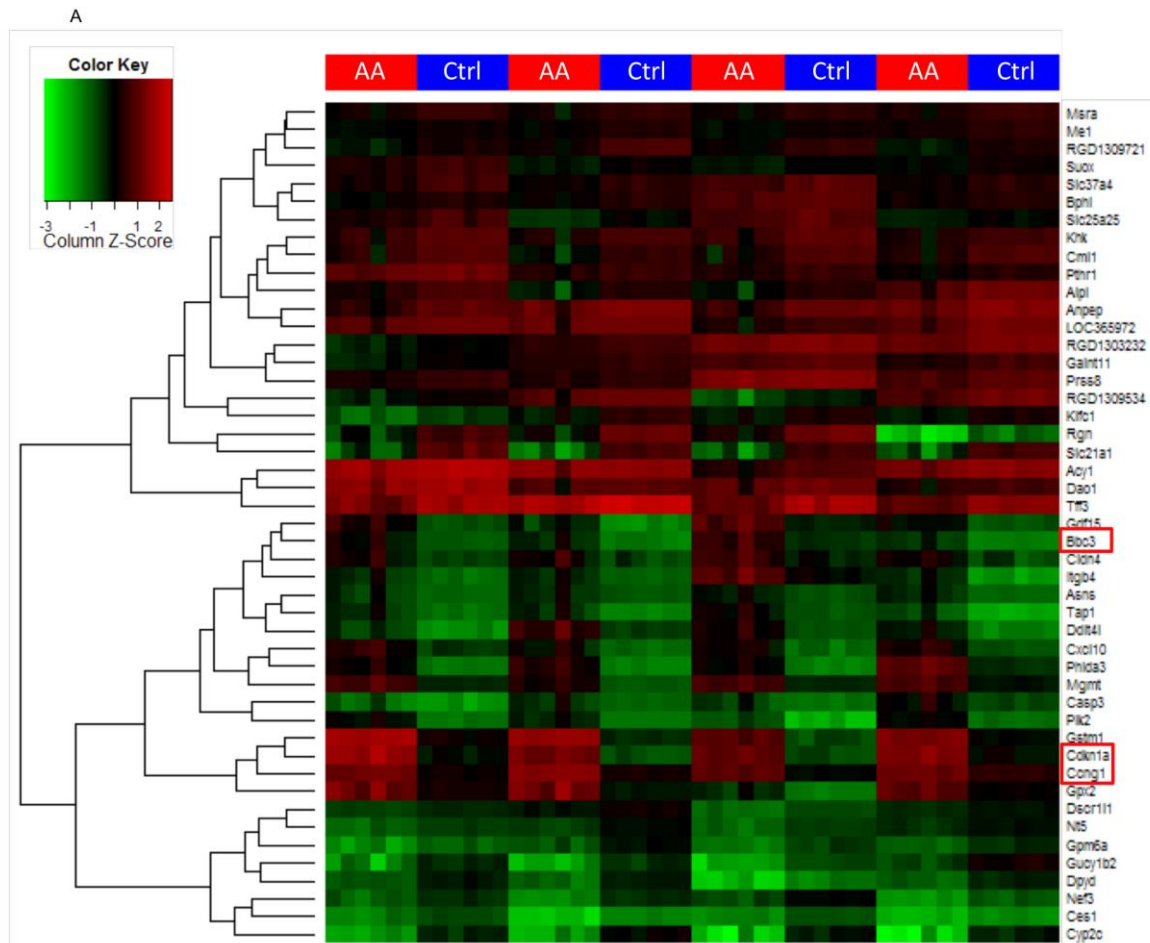 A
Color Key
-3 -1 1 2
Column Z-Score
AA Ctrl AA Ctrl AA Ctrl AA Ctrl
Msra
Me1
RGD1309721
Suox
Slc37a4
Bphl
Slc25a25
Khk
Cml1
Pthr1
Alpl
Anpep
LOC365972
RGD1303232
Galnt11
Prss8
RGD1309534
Kifc1
Rgn
Slc21a1
Acy1
Dao1
Tff3
Gdf15
Bbc3
Cldn4
Itgb4
Asns
Tap1
Ddit4l
Cxcl10
Phlda3
Mgmt
Casp3
Plk2
Gstm1
Cdkn1a
Ccng1
Gpx2
Dscr1l1
Nt5
Gpm6a
Gucy1b2
Dpyd
Nef3
Ces1
Cyp2c